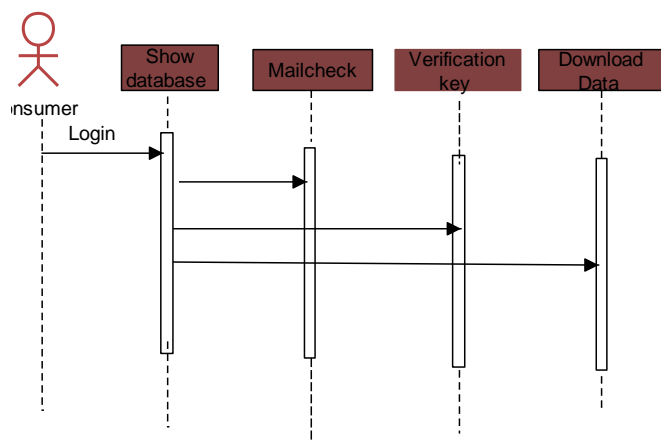 Show
database
Mailcheck
Verification
key
Download
Data
onsumer
Login